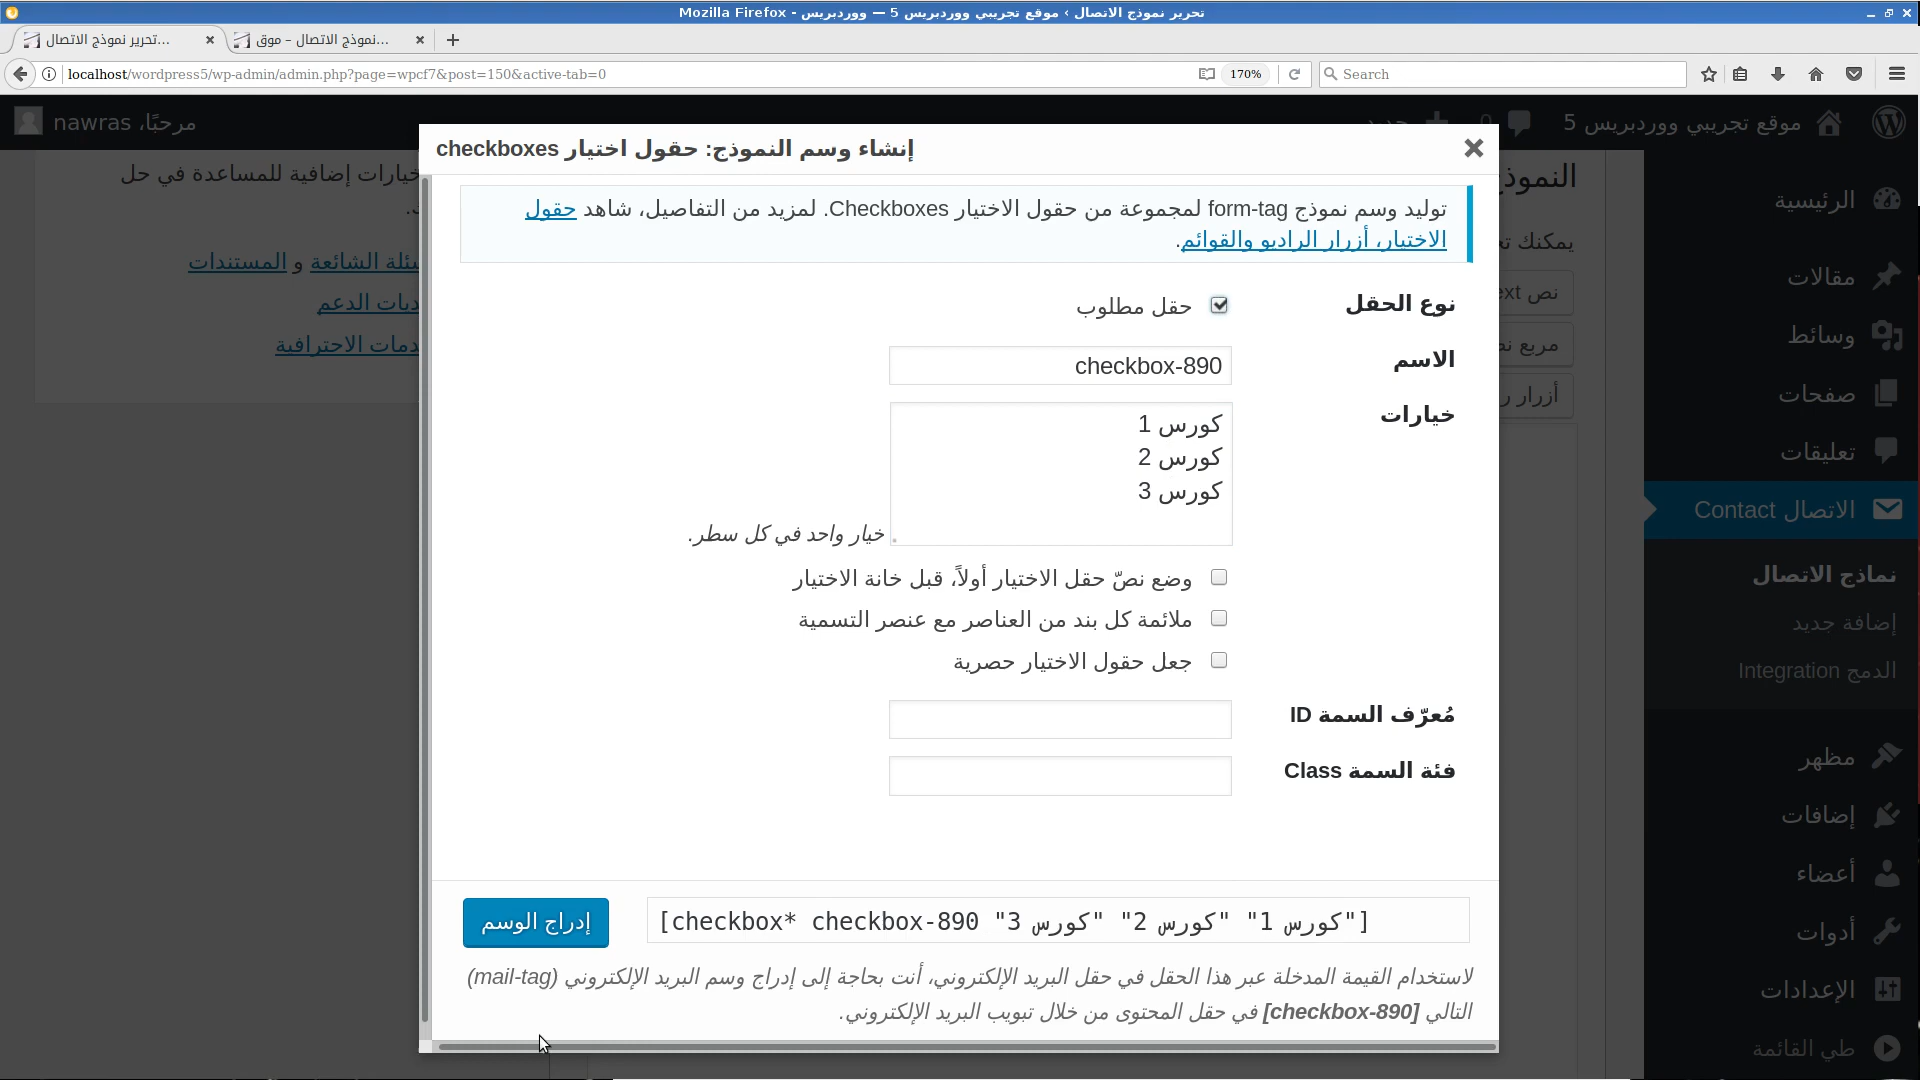 تحرير نموذج الاتصال ‹ موقع تجريبي ووردبريس 5 — ووردبريس - Mozilla Firefox
تحرير نموذج الاتصال...
نموذج الاتصال – موق...
localhost/wordpress5/wp-admin/admin.php?page=wpcf7&post=150&active-tab=0
170%
Search
موقع تجريبي ووردبريس 5
0
جديد
مرحبًا، nawras
إنشاء وسم النموذج: حقول اختيار checkboxes
توليد وسم نموذج form-tag لمجموعة من حقول الاختيار Checkboxes. لمزيد من التفاصيل، شاهد حقول
الاختيار، أزرار الراديو والقوائم.
نوع الحقل
حقل مطلوب
الاسم
checkbox-890
خيارات
كورس 1
كورس 2
كورس 3
خيار واحد في كل سطر.
وضع نصّ حقل الاختيار أولاً، قبل خانة الاختيار
ملائمة كل بند من العناصر مع عنصر التسمية
جعل حقول الاختيار حصرية
مُعرّف السمة ID
فئة السمة Class
[checkbox* checkbox-890 "كورس 1" "كورس 2" "كورس 3"]
إدراج الوسم
لاستخدام القيمة المدخلة عبر هذا الحقل في حقل البريد الإلكتروني، أنت بحاجة إلى إدراج وسم البريد الإلكتروني (mail-tag)
التالي [checkbox-890] في حقل المحتوى من خلال تبويب البريد الإلكتروني.
الرئيسية
مقالات
وسائط
صفحات
تعليقات
الاتصال Contact
نماذج الاتصال
إضافة جديد
الدمج Integration
مظهر
إضافات
أعضاء
أدوات
الإعدادات
طي القائمة
يمكنك
نص
مربع
أزرار
خيارات إضافية للمساعدة في حل
و المستندات
الشائعة
الدعم
الاحترافية